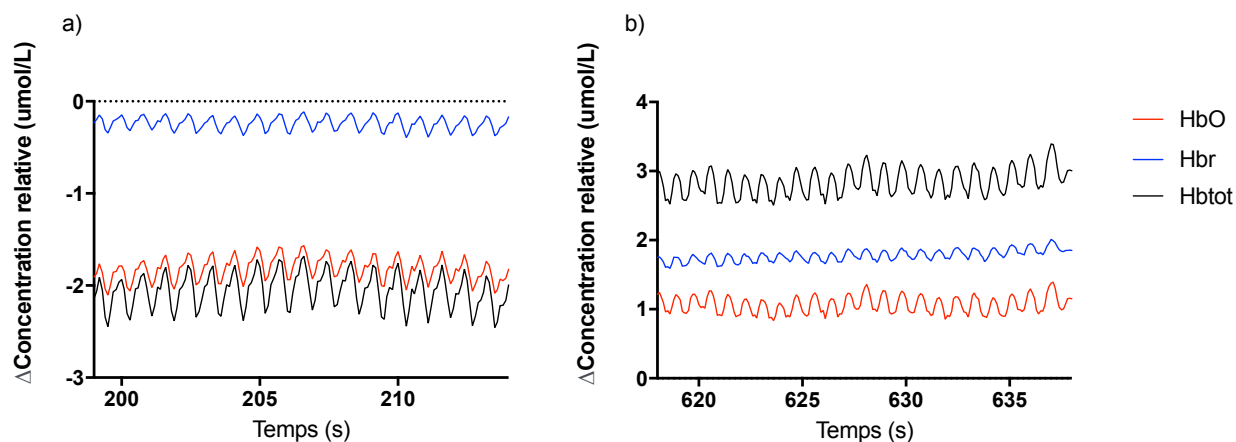 a)
ΔConcentration relative (umol/L)
0
-1
-2
-3
200
205
210
Temps (s)
b)
ΔConcentration relative (umol/L)
4
3
2
1
0
620
625
630
635
Temps (s)
HbO
Hbr
Hbtot